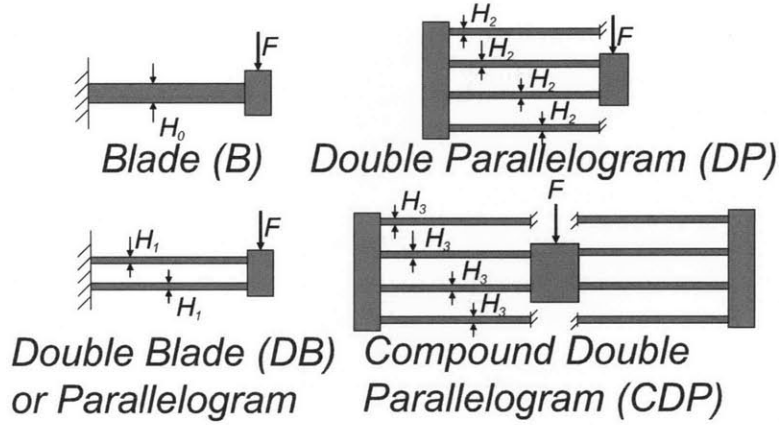 F
H₀
Blade (B)
H₂
F
H₂
H₂
H₂
Double Parallelogram (DP)
F
H₁
H₁
Double Blade (DB)
or Parallelogram
F
H₃
H₃
H₃
H₃
Compound Double
Parallelogram (CDP)